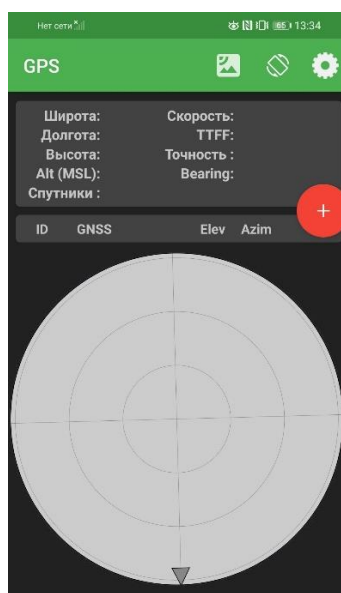 Нет сети 65 13:34
GPS
Широта: Скорость:
Долгота: TTFF:
Высота: Точность :
Alt (MSL): Bearing:
Спутники :
+
ID GNSS Elev Azim